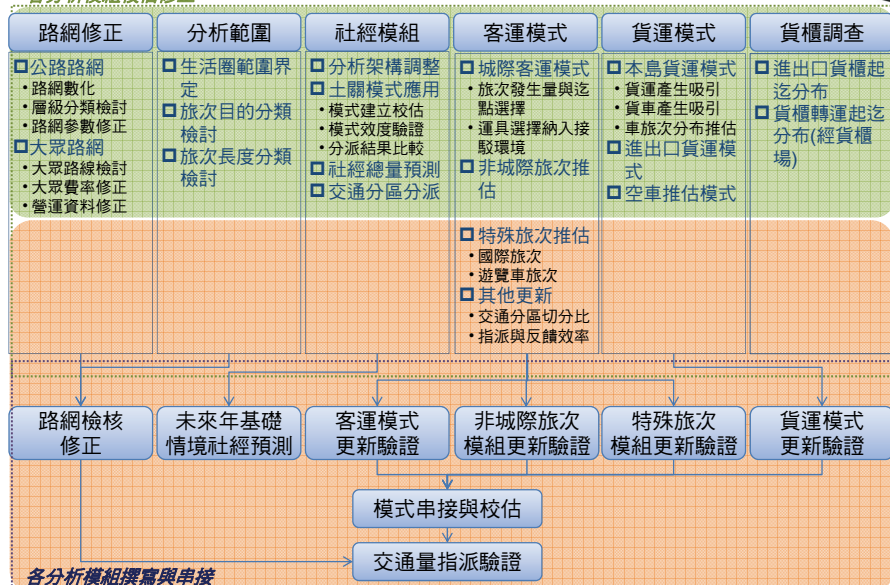 各分析模組校估修正
路網修正
分析範圍
社經模組
客運模式
貨運模式
貨櫃調查
公路路網
•路網數化
•層級分類檢討
•路網參數修正
大眾路網
•大眾路線檢討
•大眾費率修正
•營運資料修正
生活圈範圍界
定
旅次目的分類
檢討
旅次長度分類
檢討
分析架構調整
土關模式應用
•模式建立校估
•模式效度驗證
•分派結果比較
社經總量預測
交通分區分派
城際客運模式
•旅次發生量與迄
點選擇
•運具選擇納入接
駁環境
非城際旅次推
估
特殊旅次推估
•國際旅次
•遊覽車旅次
其他更新
•交通分區切分比
•指派與反饋效率
本島貨運模式
•貨運產生吸引
•貨車產生吸引
•車旅次分布推估
進出口貨運模
式
空車推估模式
進出口貨櫃起
迄分布
貨櫃轉運起迄
分布(經貨櫃
場)
路網檢核
修正
未來年基礎
情境社經預測
客運模式
更新驗證
非城際旅次
模組更新驗證
特殊旅次
模組更新驗證
貨運模式
更新驗證
模式串接與校估
交通量指派驗證
各分析模組撰寫與串接